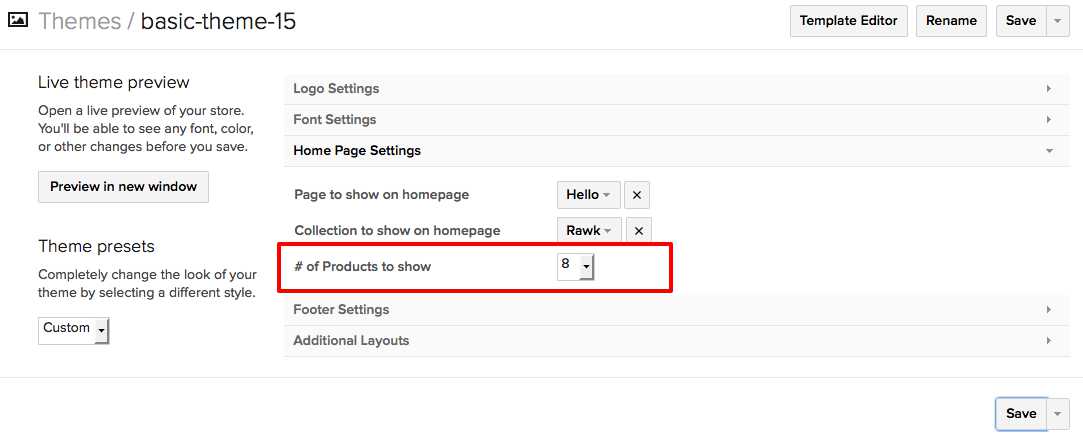 Themes / basic-theme-15
Template Editor
Rename
Save
Live theme preview
Open a live preview of your store.
You'll be able to see any font, color,
or other changes before you save.
Preview in new window
Theme presets
Completely change the look of your
theme by selecting a different style.
Custom
Logo Settings
Font Settings
Home Page Settings
Page to show on homepage
Hello
Collection to show on homepage
Rawk
# of Products to show
8
Footer Settings
Additional Layouts
Save